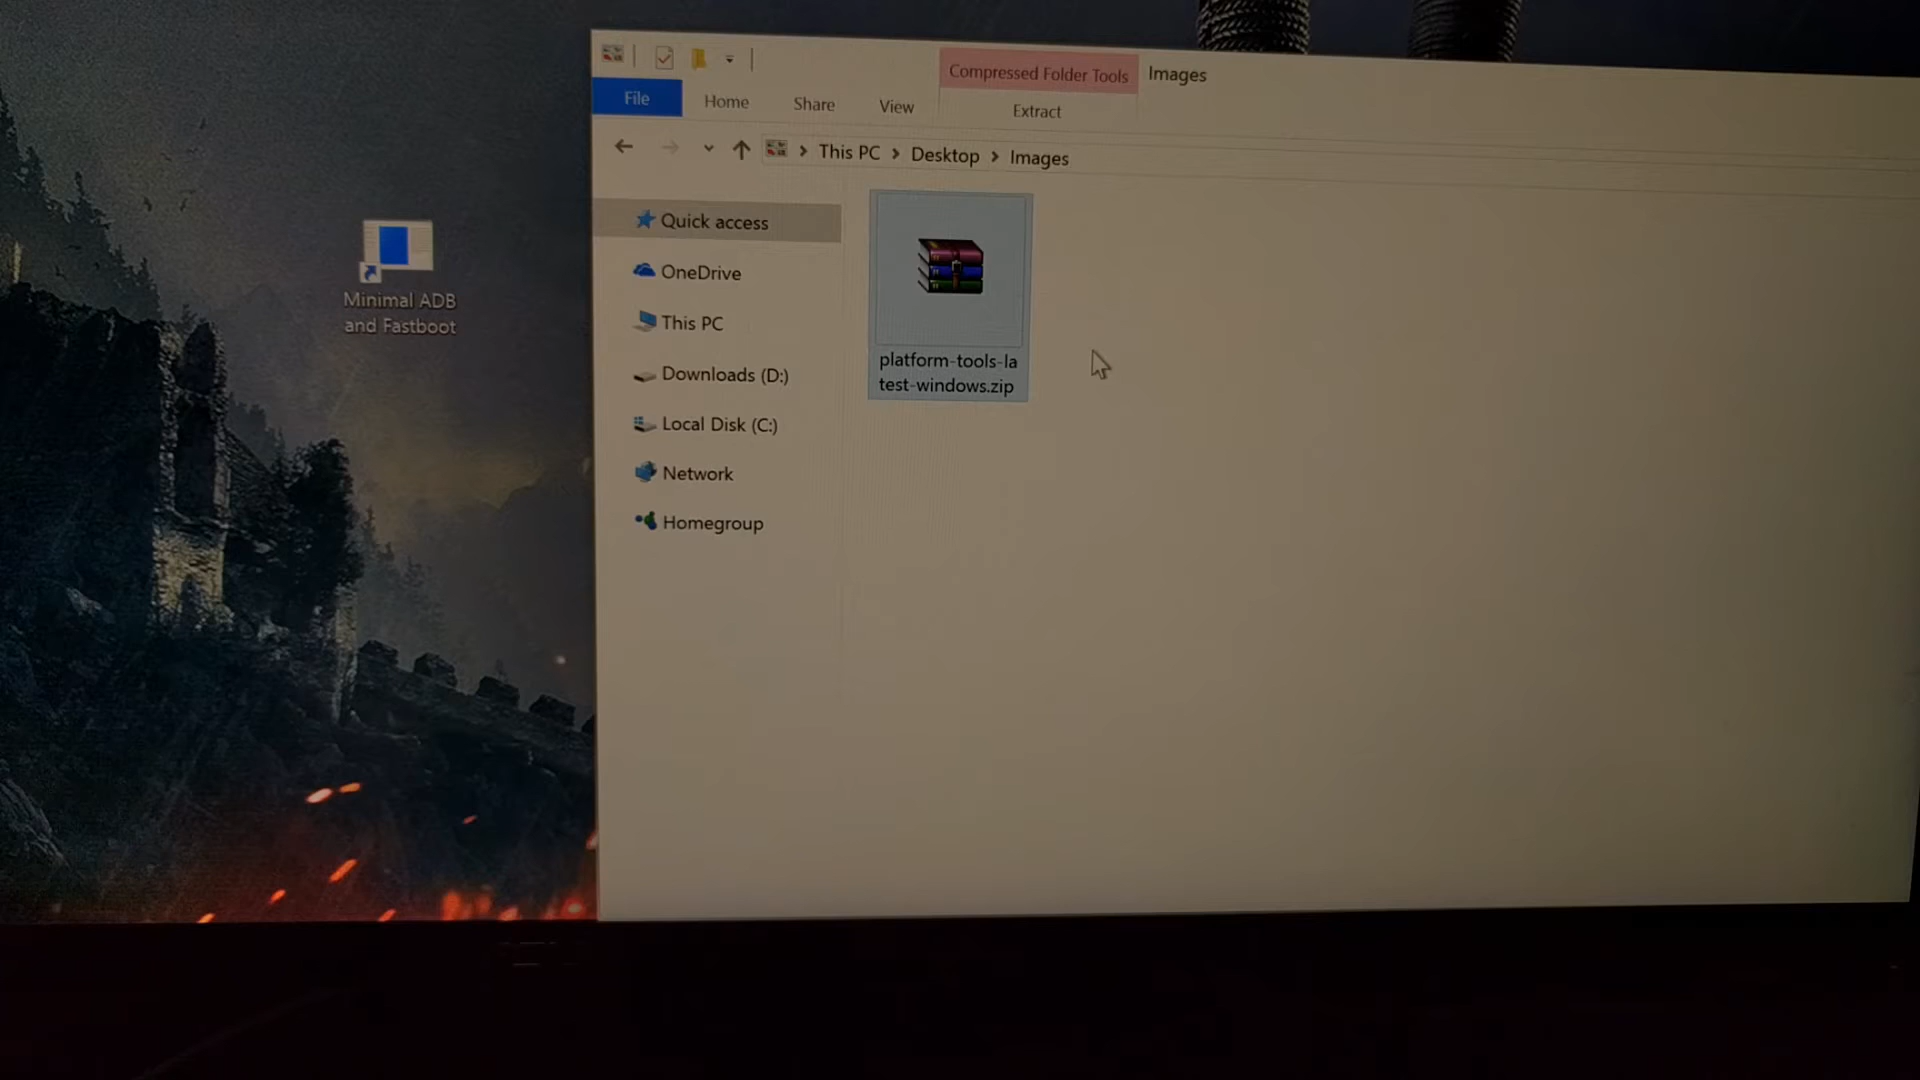 Compressed Folder Tools
Images
File
Home
Share
View
Extract
This PC
Desktop
Images
Quick access
OneDrive
This PC
Downloads (D:)
Local Disk (C:)
Network
Homegroup
platform-tools-la
test-windows.zip
Minimal ADB
and Fastboot